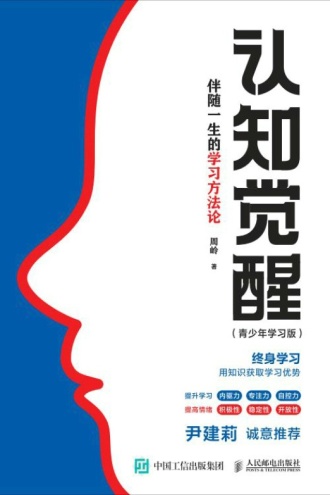 认知觉醒
伴随一生的学习方法论
周岭 著
(青少年学习版)
终身学习
用知识获取学习优势
提升学习 内驱力 专注力 自控力
提高情绪 积极性 稳定性 开放性
尹建莉 诚意推荐
中国工信出版集团 人民邮电出版社